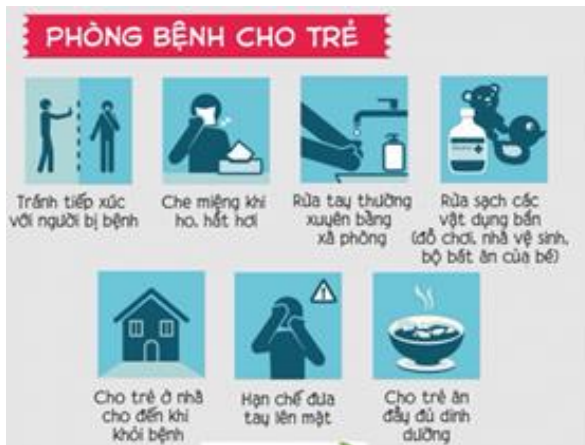 PHÒNG BỆNH CHO TRẺ
Tránh tiếp xúc
với người bị bệnh
Che miệng khi
ho, hắt hơi
Rửa tay thường
xuyên bằng
xà phòng
Rửa sạch các
vật dụng bẩn
(đồ chơi, nhà vệ sinh,
bộ bát ăn của bé)
Cho trẻ ở nhà
cho đến khi
khỏi bệnh
Hạn chế đưa
tay lên mặt
Cho trẻ ăn
đầy đủ dinh
dưỡng